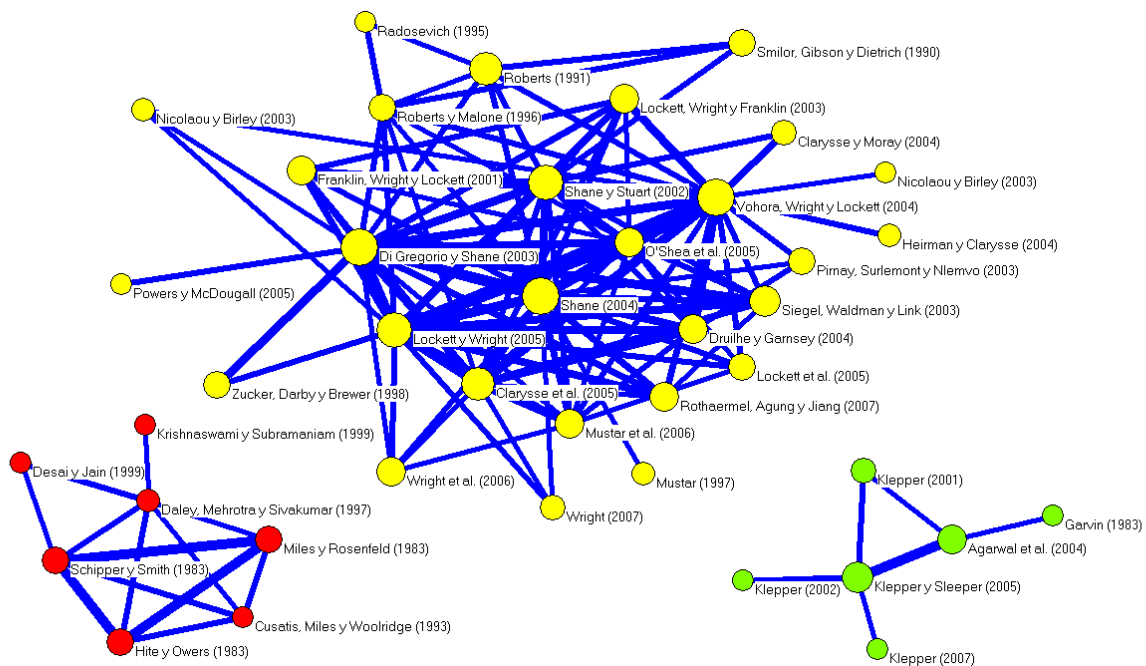 Radosevich (1995)
Smilor, Gibson y Dietrich (1990)
Roberts (1991)
Lockett, Wright y Franklin (2003)
Nicolaou y Birley (2003)
Roberts y Malone (1996)
Clarysse y Moray (2004)
Franklin, Wright y Lockett (2001)
Shane y Stuart (2002)
Nicolaou y Birley (2003)
Vohora, Wright y Lockett (2004)
Heirman y Clarysse (2004)
Di Gregorio y Shane (2003)
O'Shea et al. (2005)
Pirnay, Surlemont y Nlemvo (2003)
Powers y McDougall (2005)
Shane (2004)
Siegel, Waldman y Link (2003)
Lockett y Wright (2005)
Druilhe y Garnsey (2004)
Lockett et al. (2005)
Zucker, Darby y Brewer (1998)
Clarysse et al. (2005)
Rothaermel, Agung y Jiang (2007)
Mustar et al. (2006)
Krishnaswami y Subramaniam (1999)
Desai y Jain (1999)
Wright et al. (2006)
Mustar (1997)
Klepper (2001)
Daley, Mehrotra y Sivakumar (1997)
Wright (2007)
Garvin (1983)
Miles y Rosenfeld (1983)
Agarwal et al. (2004)
Schipper y Smith (1983)
Klepper (2002)
Klepper y Sleeper (2005)
Cusatis, Miles y Woolridge (1993)
Hite y Owers (1983)
Klepper (2007)